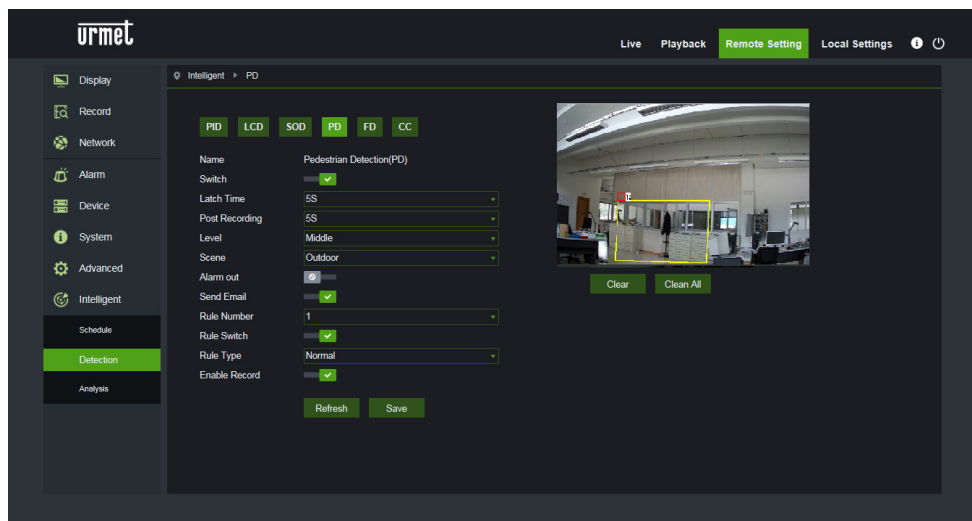 urmet
Live Playback Remote Setting Local Settings
Display
Record
Network
Alarm
Device
System
Advanced
Intelligent
Schedule
Detection
Analysis
Intelligent PD
PID LCD SOD PD FD CC
Name Pedestrian Detection(PD)
Switch
Latch Time 5S
Post Recording 5S
Level Middle
Scene Outdoor
Alarm out
Send Email
Rule Number 1
Rule Switch
Rule Type Normal
Enable Record
Refresh Save
Clear Clean All